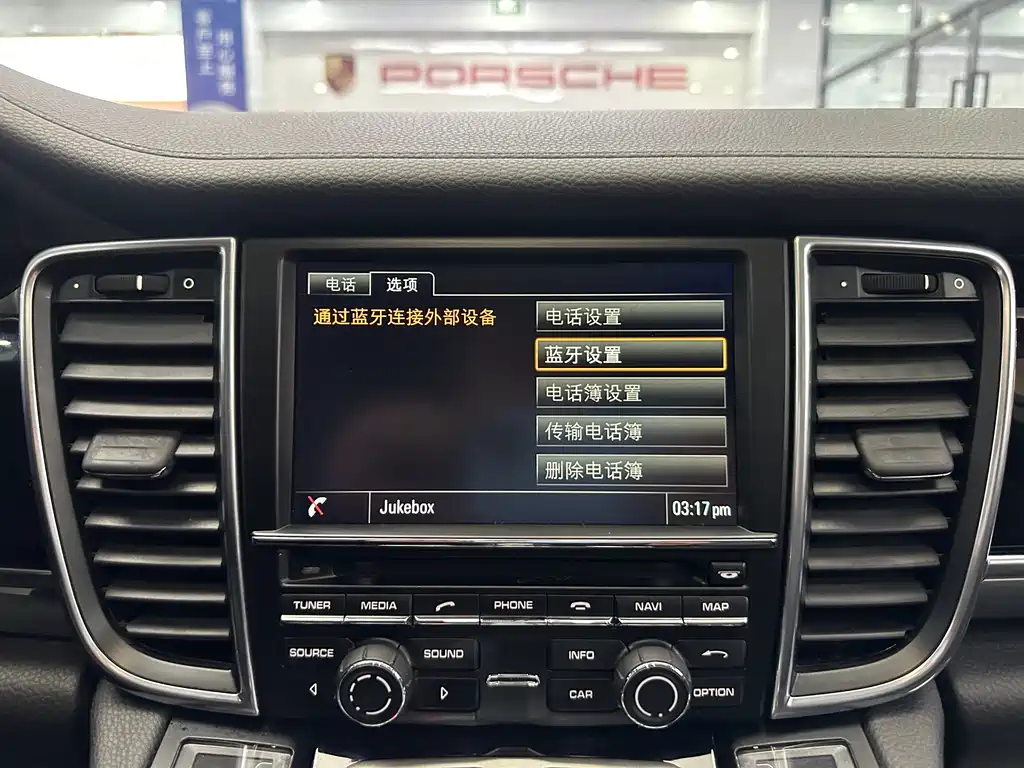 PORSCHE
电话 选项
通过蓝牙连接外部设备
电话设置
蓝牙设置
电话簿设置
传输电话簿
删除电话簿
Jukebox
03:17 pm
TUNER MEDIA PHONE NAVI MAP
SOURCE SOUND INFO
CAR OPTION